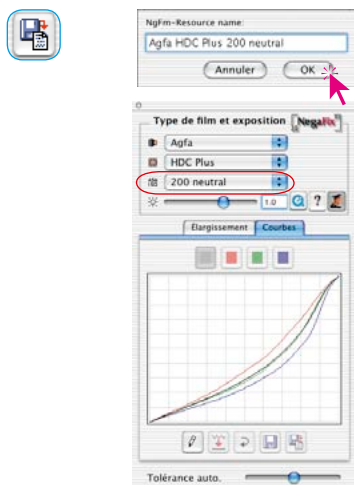 NgFm-Resource name:
Agfa HDC Plus 200 neutral
Annuler OK
Type de film et exposition NegaFix
Agfa
HDC Plus
200 neutral
1.0 ?
Élargissement Courbes
Tolérance auto.